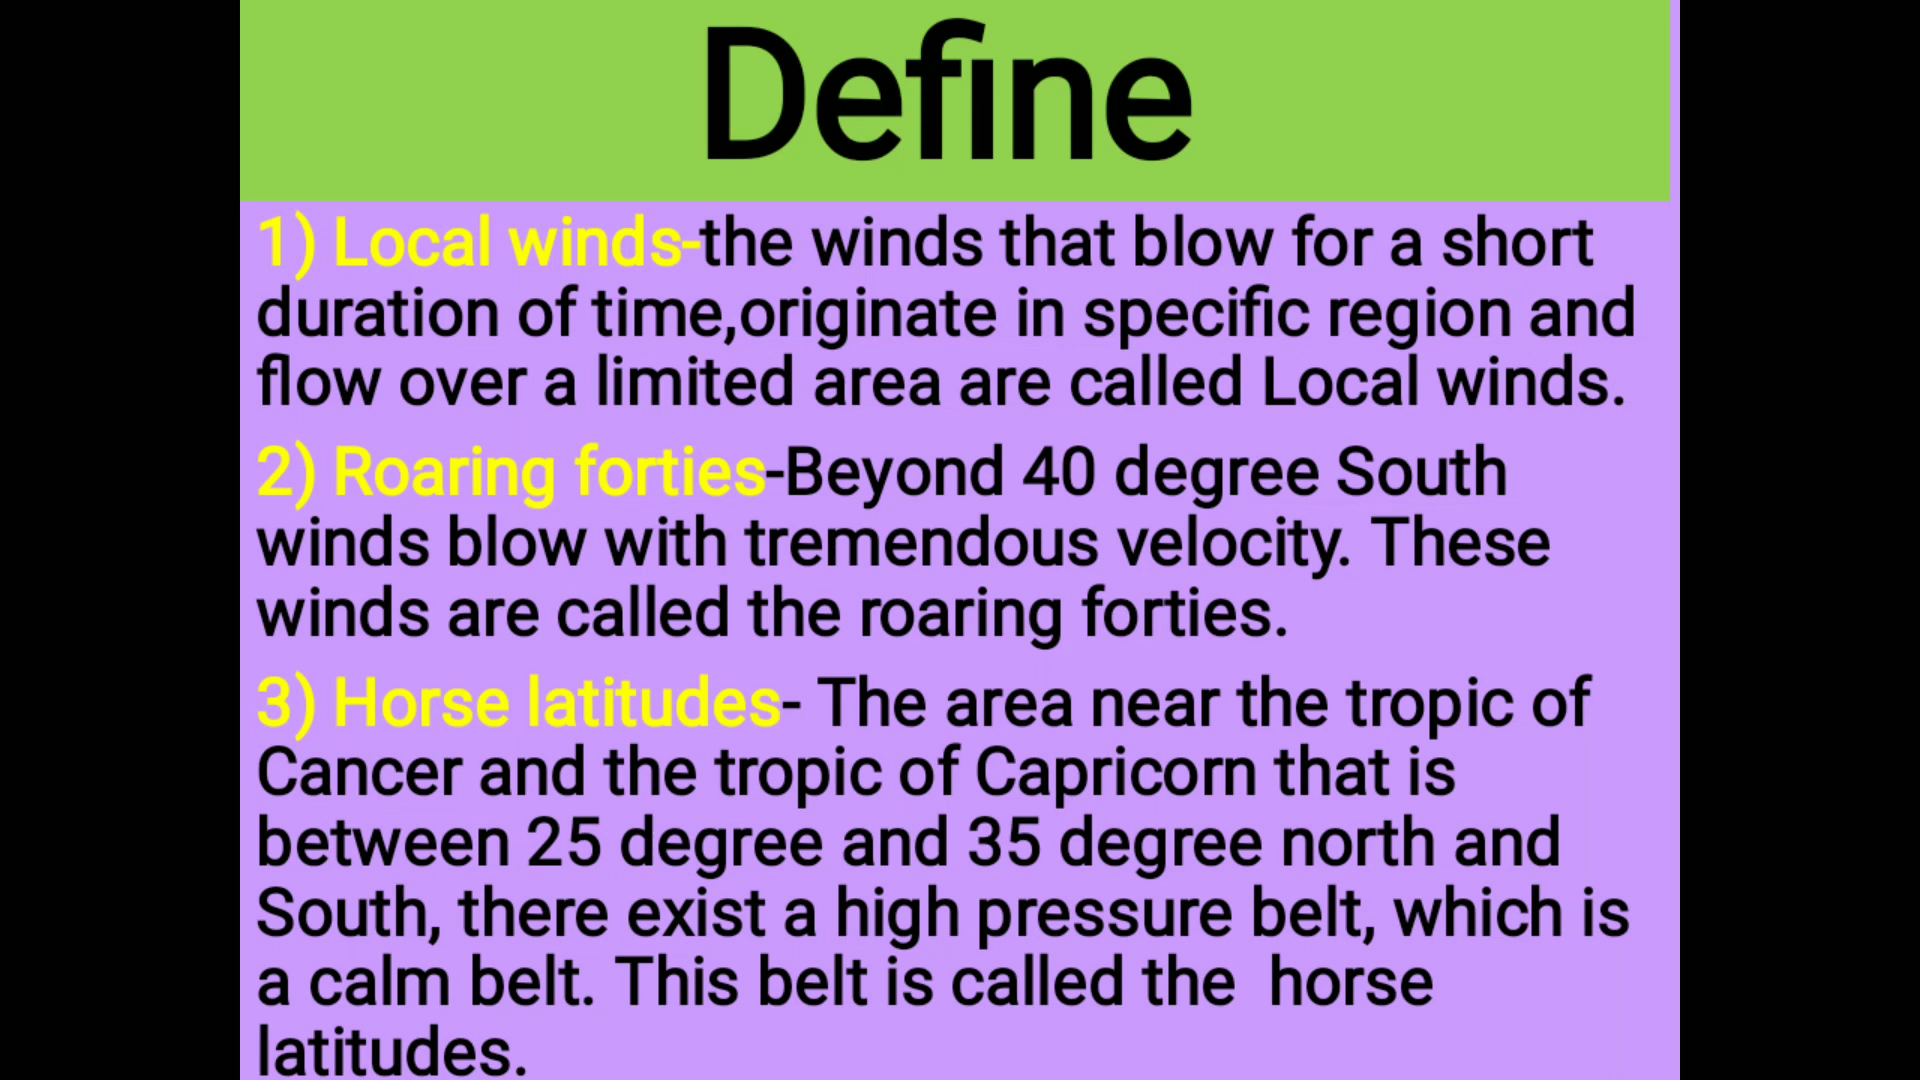 Define
1) Local winds-the winds that blow for a short
duration of time,originate in specific region and
flow over a limited area are called Local winds.
2) Roaring forties-Beyond 40 degree South
winds blow with tremendous velocity. These
winds are called the roaring forties.
3) Horse latitudes- The area near the tropic of
Cancer and the tropic of Capricorn that is
between 25 degree and 35 degree north and
South, there exist a high pressure belt, which is
a calm belt. This belt is called the  horse
latitudes.